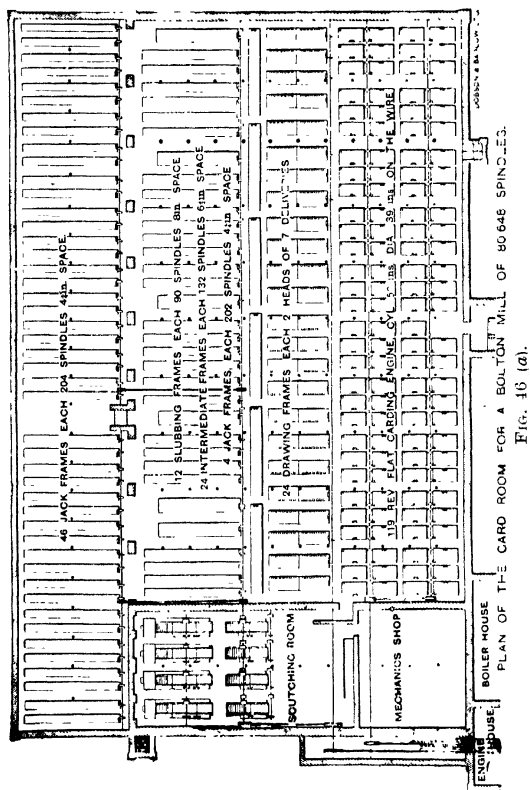 46 JACK FRAMES EACH 204 SPINDLES 4½in SPACE.
12 SLUBBING FRAMES EACH 90 SPINDLES 8in SPACE
24 INTERMEDIATE FRAMES EACH 132 SPINDLES 6½in SPACE
4 JACK FRAMES, EACH 202 SPINDLES 4½in SPACE
24 DRAWING FRAMES EACH 2 HEADS OF 7 DELIVERIES
119 REV FLAT CARDING ENGINE CYL DIA 39 ins ON THE WIRE
DOBSON & BARLOW
SCUTCHING ROOM
MECHANICS SHOP
BOILER HOUSE
ENGINE
HOUSE
PLAN OF THE CARD ROOM FOR A BOLTON MILL OF 80 648 SPINDLES.
FIG. 46 (a).